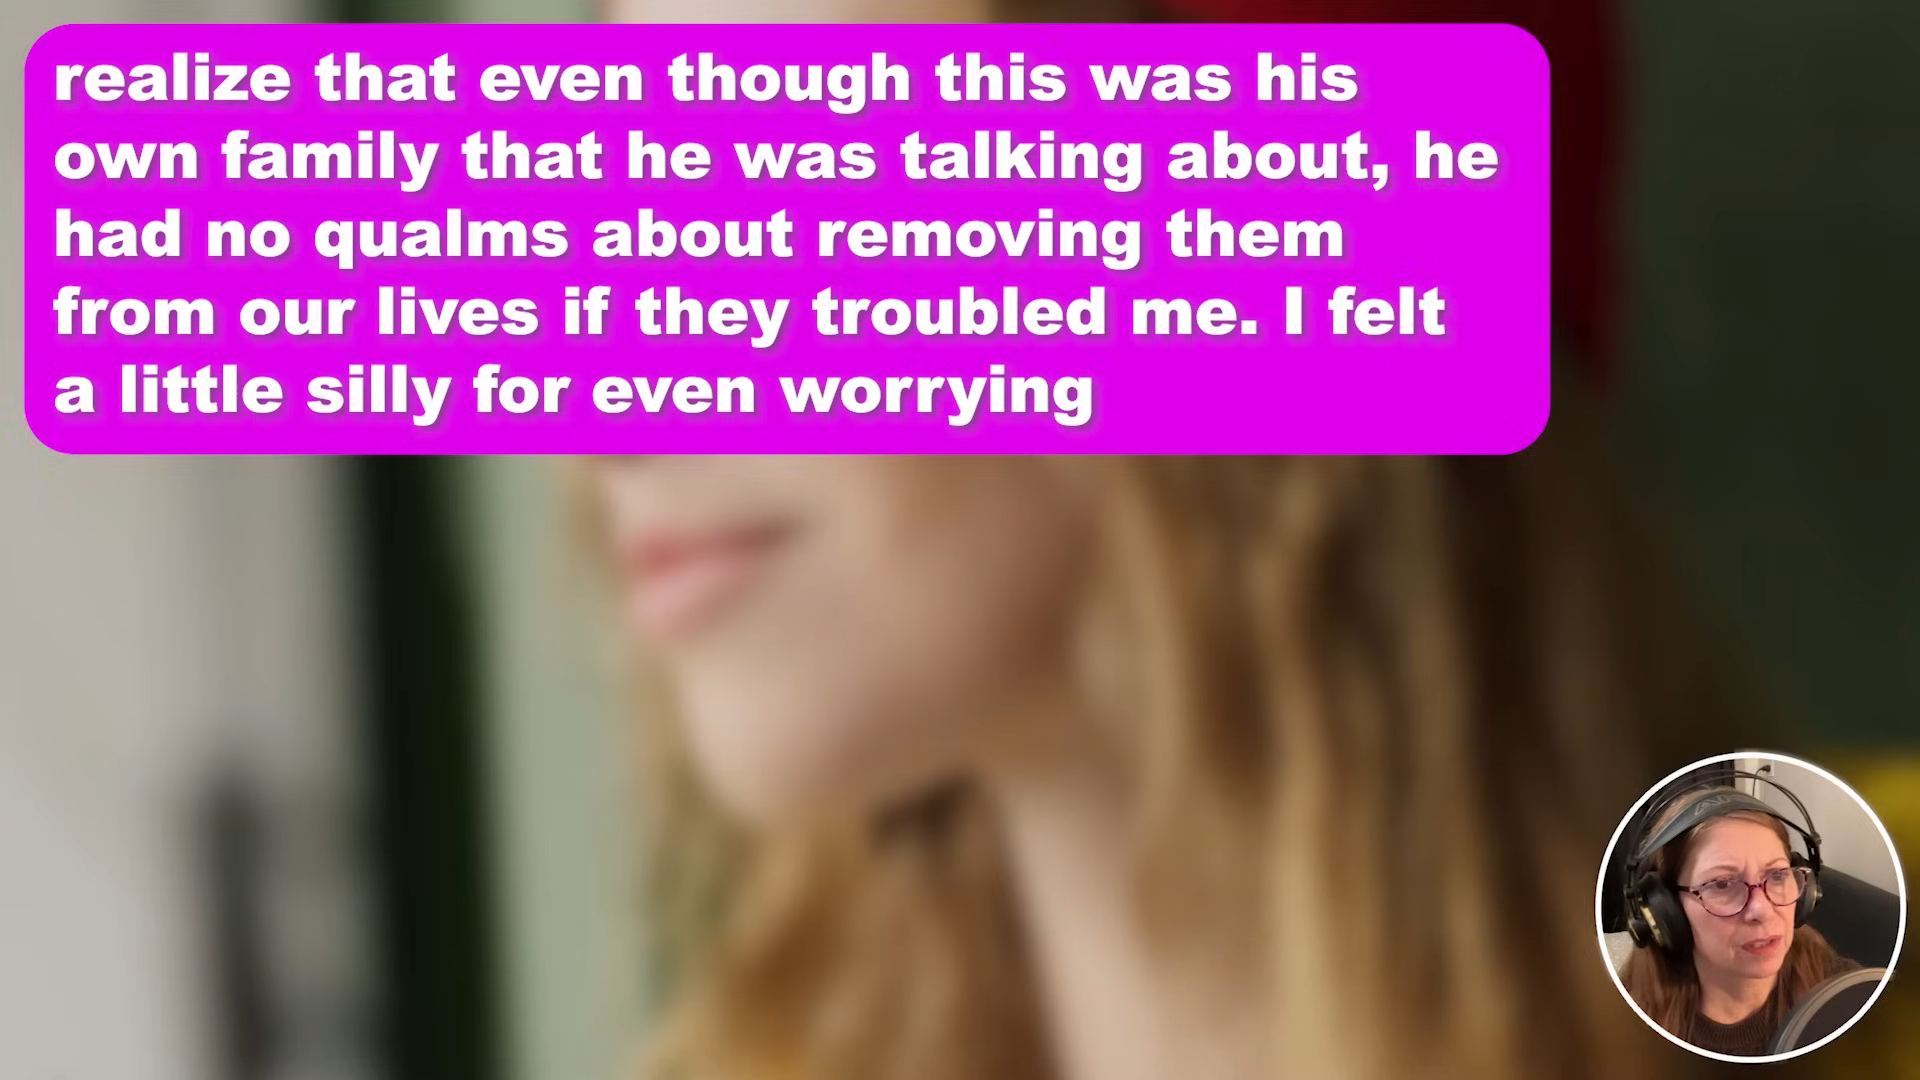 realize that even though this was his
own family that he was talking about, he
had no qualms about removing them
from our lives if they troubled me. I felt
a little silly for even worrying